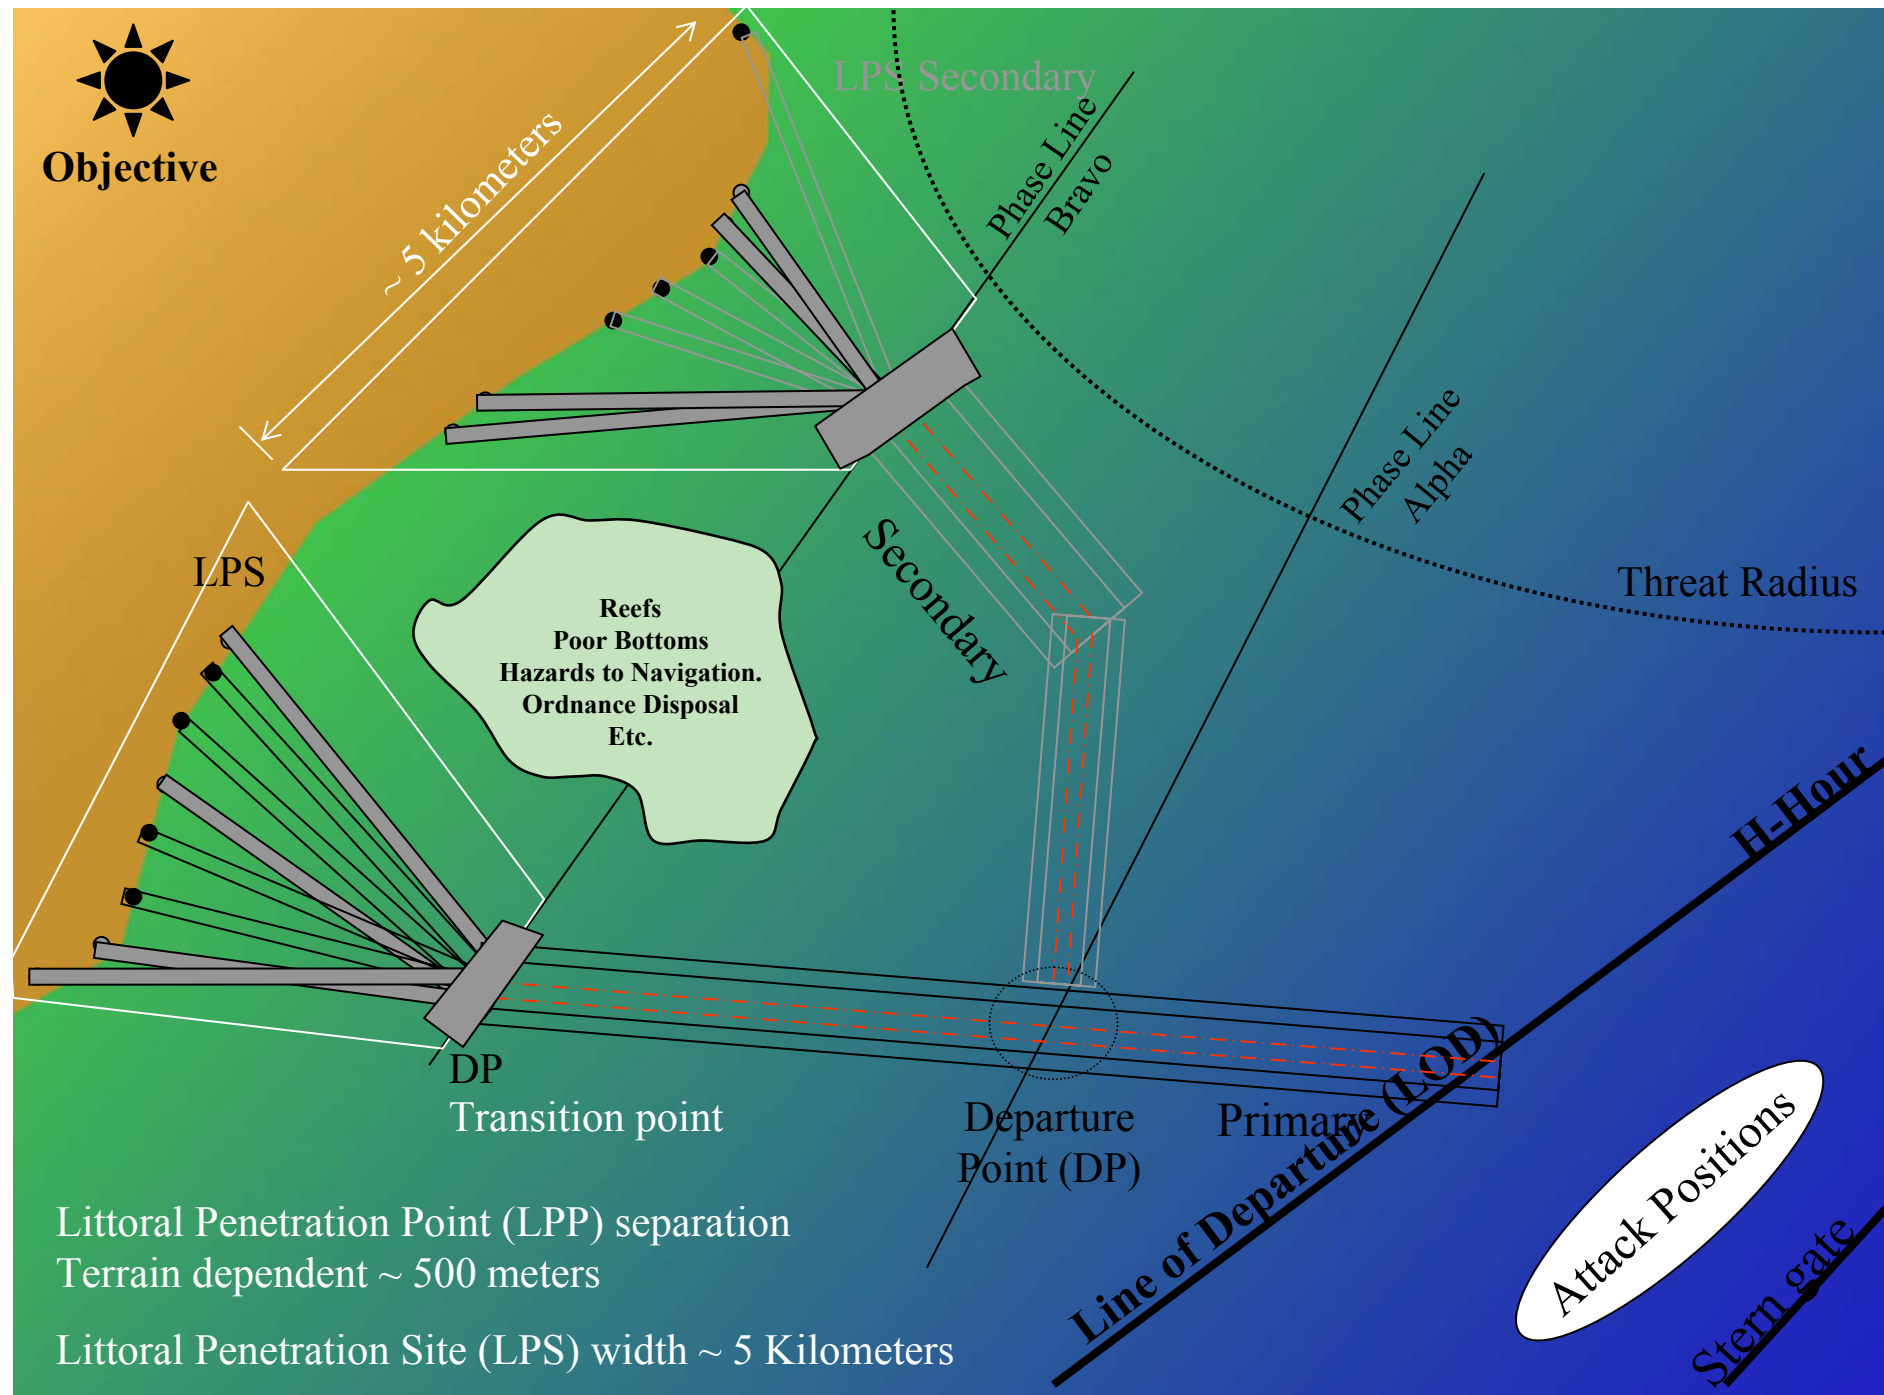 Objective
~ 5 kilometers
LPS Secondary
Phase Line
Bravo
Phase Line
Alpha
Threat Radius
Secondary
LPS
Reefs
Poor Bottoms
Hazards to Navigation.
Ordnance Disposal
Etc.
H-Hour
Line of Departure (LOD)
DP
Transition point
Departure
Point (DP)
Primary
Attack Positions
Stern gate
Littoral Penetration Point (LPP) separation
Terrain dependent ~ 500 meters
Littoral Penetration Site (LPS) width ~ 5 Kilometers